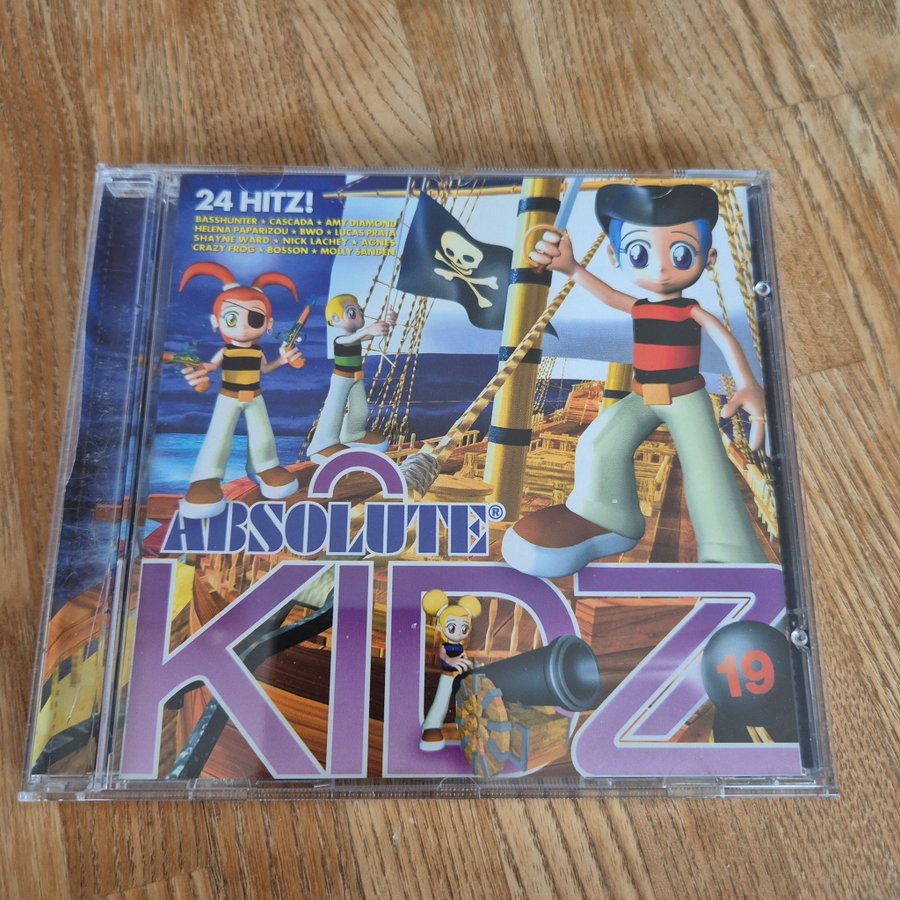 24 HITZ!
BASSHUNTER ★ CASCADA ★ AMY DIAMOND
HELENA PAPARIZOU ★ BWO ★ LUCAS PRATA
SHAYNE WARD ★ NICK LACHEY ★ AGNES
CRAZY FROG ★ BOSSON ★ MOLLY SANDEN
ABSOLUTE®
KIDZ
19